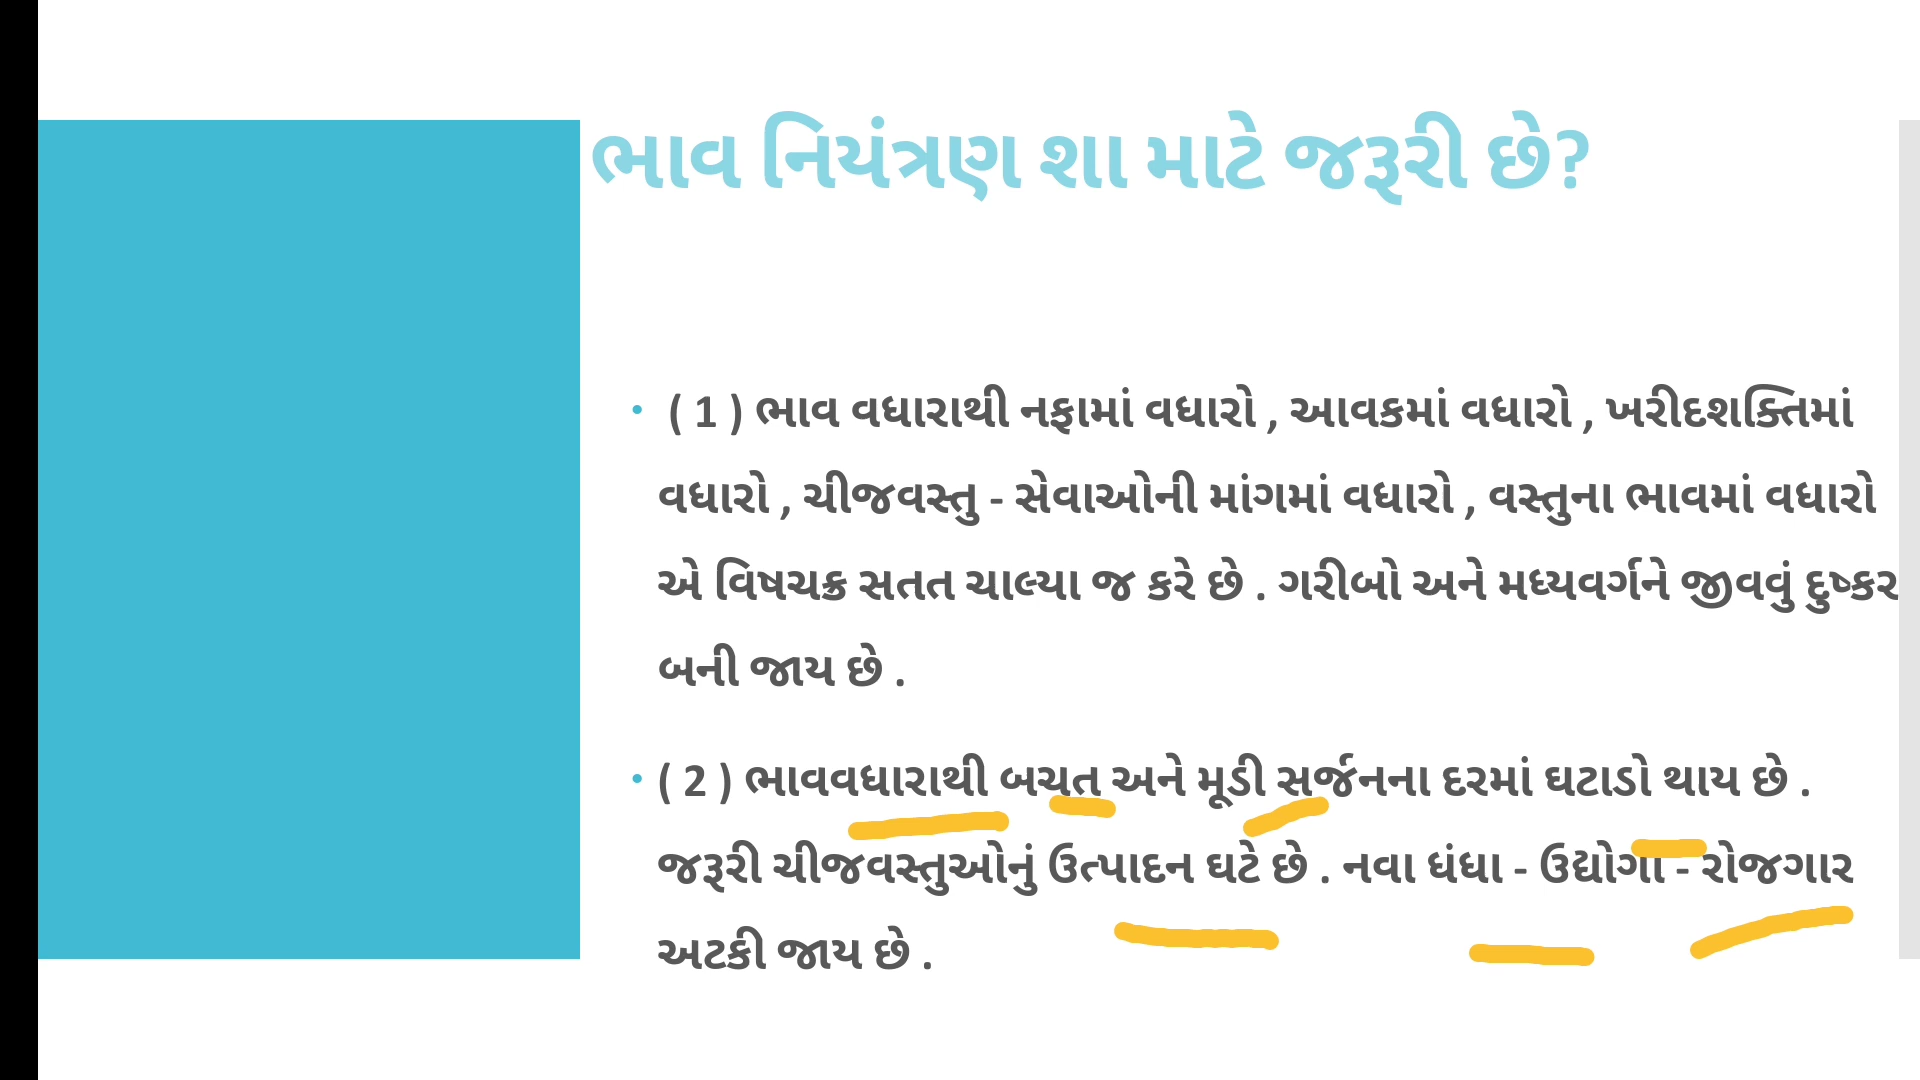 ભાવ નિયંત્રણ શા માટે જરૂરી છે?
• ( 1 ) ભાવ વધારાથી નફામાં વધારો , આવકમાં વધારો , ખરીદશક્તિમાં
વધારો , ચીજવસ્તુ - સેવાઓની માંગમાં વધારો , વસ્તુના ભાવમાં વધારો
એ વિષચક્ર સતત ચાલ્યા જ કરે છે . ગરીબો અને મધ્યવર્ગને જીવવું દુષ્કર
બની જાય છે .
• ( 2 ) ભાવવધારાથી બચત અને મૂડી સર્જનના દરમાં ઘટાડો થાય છે .
જરૂરી ચીજવસ્તુઓનું ઉત્પાદન ઘટે છે . નવા ધંધા - ઉદ્યોગો - રોજગાર
અટકી જાય છે .